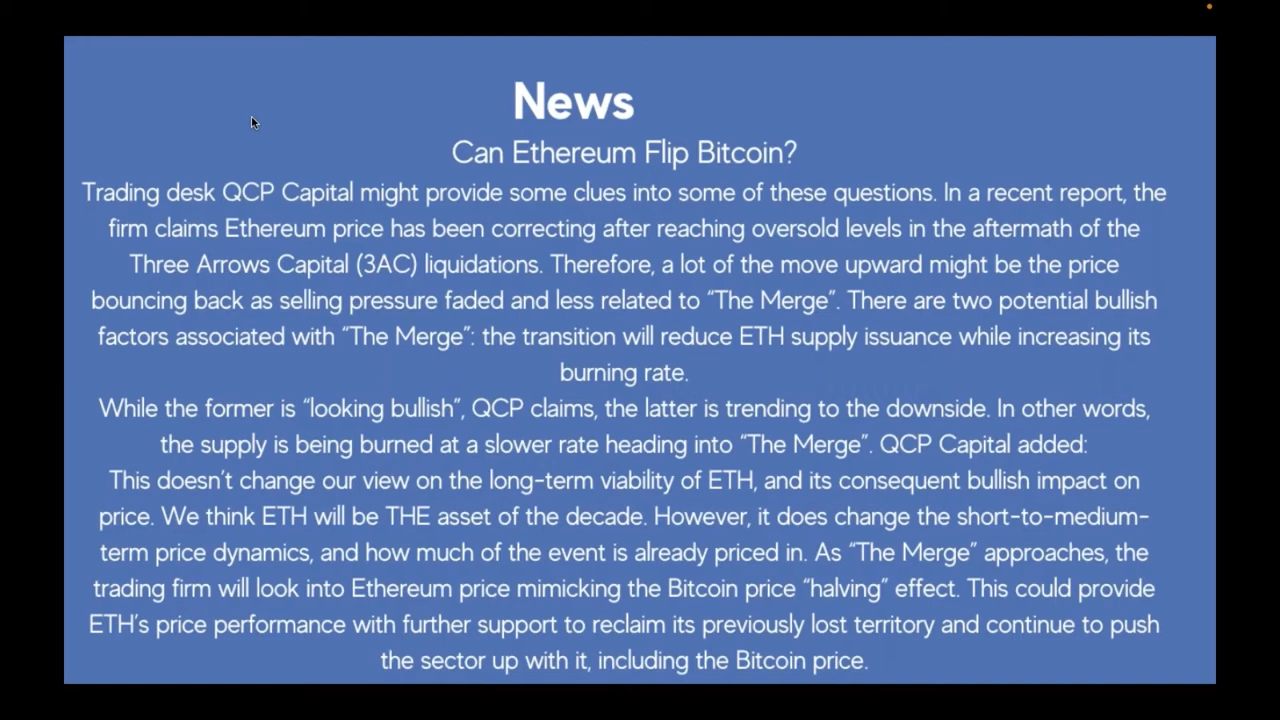 News
Can Ethereum Flip Bitcoin?
Trading desk QCP Capital might provide some clues into some of these questions. In a recent report, the
firm claims Ethereum price has been correcting after reaching oversold levels in the aftermath of the
Three Arrows Capital (3AC) liquidations. Therefore, a lot of the move upward might be the price
bouncing back as selling pressure faded and less related to “The Merge”. There are two potential bullish
factors associated with “The Merge”: the transition will reduce ETH supply issuance while increasing its
burning rate.
While the former is “looking bullish”, QCP claims, the latter is trending to the downside. In other words,
the supply is being burned at a slower rate heading into “The Merge”. QCP Capital added:
This doesn’t change our view on the long-term viability of ETH, and its consequent bullish impact on
price. We think ETH will be THE asset of the decade. However, it does change the short-to-medium-
term price dynamics, and how much of the event is already priced in. As “The Merge” approaches, the
trading firm will look into Ethereum price mimicking the Bitcoin price “halving” effect. This could provide
ETH’s price performance with further support to reclaim its previously lost territory and continue to push
the sector up with it, including the Bitcoin price.